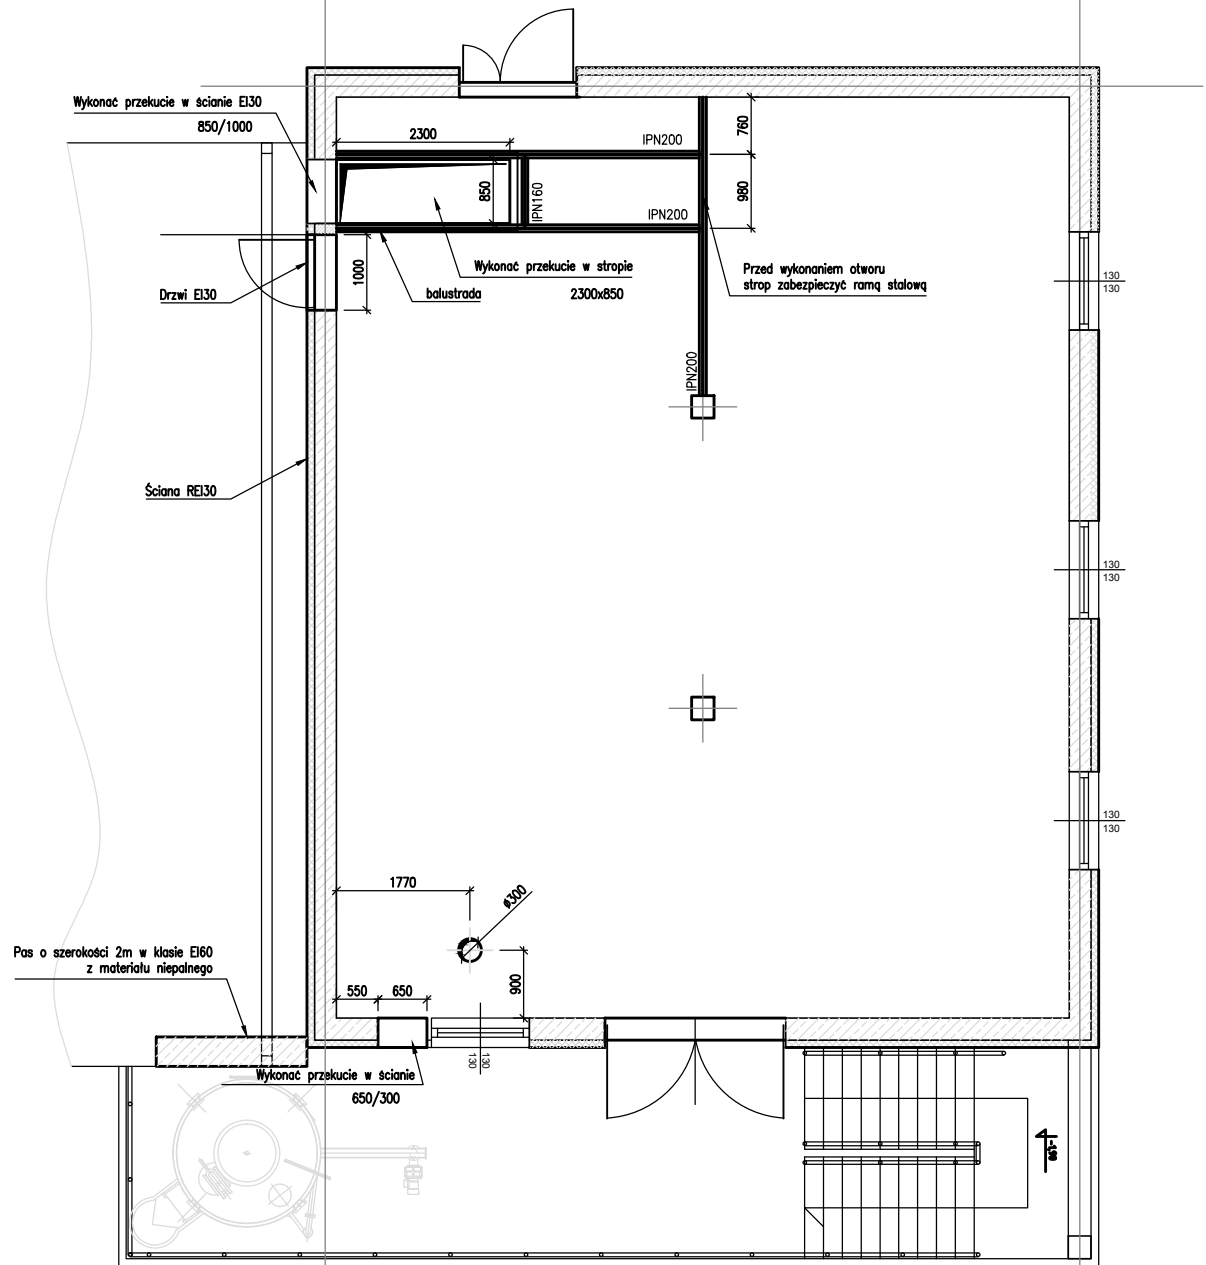 Wykonać przekucie w ścianie EI30
850/1000
2300
IPN200
760
850
IPN160
980
IPN200
1000
Wykonać przekucie w stropie
2300x850
Przed wykonaniem otworu
strop zabezpieczyć ramą stalową
130
130
Drzwi EI30
balustrada
IPN200
Ściana REI30
130
130
130
130
1770
ø300
Pas o szerokości 2m w klasie EI60
z materiału niepalnego
550
650
900
130
130
Wykonać przekucie w ścianie
650/300